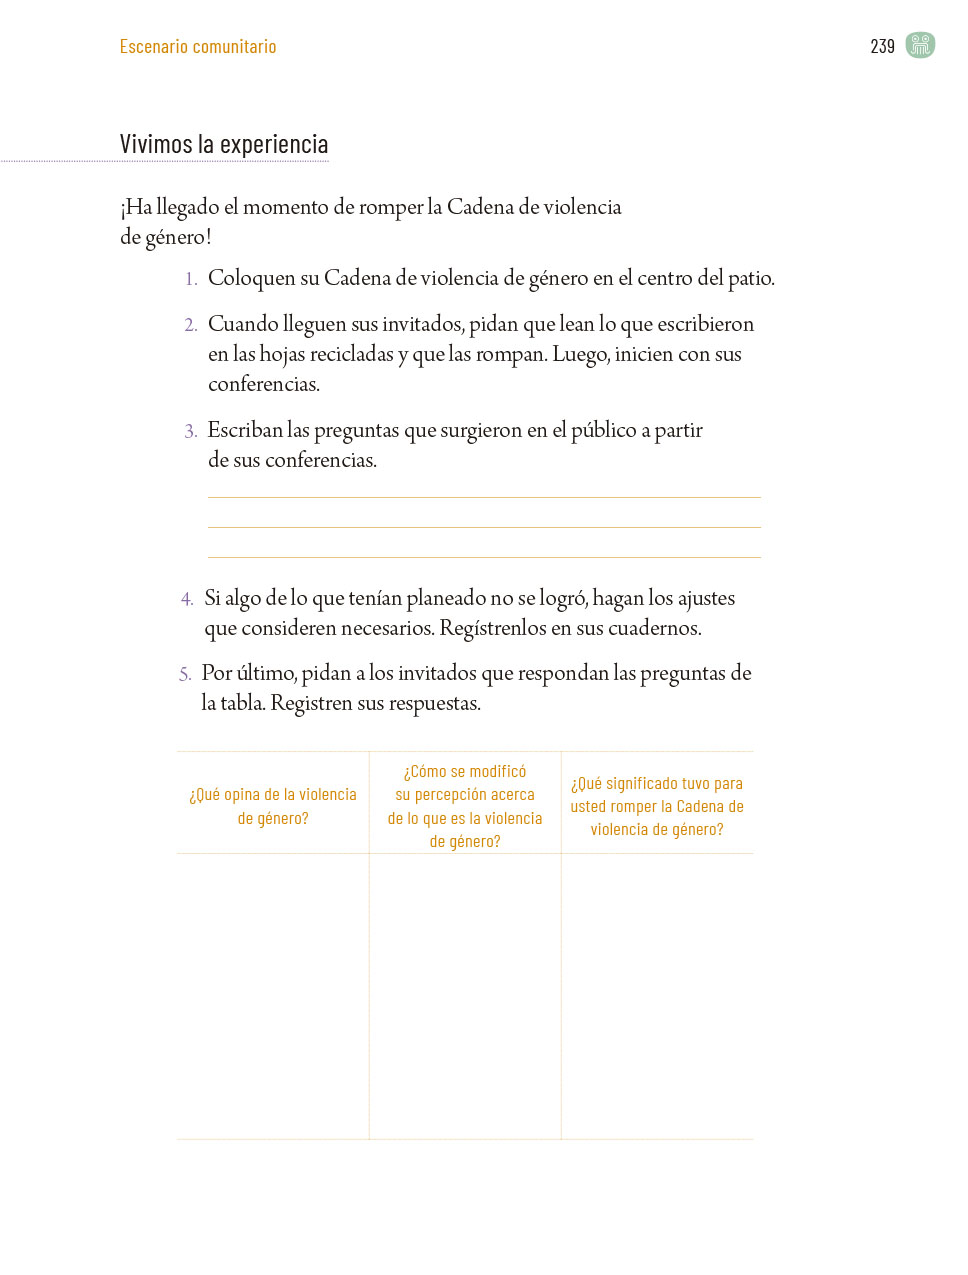 Escenario comunitario
239
Vivimos la experiencia
¡Ha llegado el momento de romper la Cadena de violencia
de género!
1. Coloquen su Cadena de violencia de género en el centro del patio.
2. Cuando lleguen sus invitados, pidan que lean lo que escribieron
en las hojas recicladas y que las rompan. Luego, inicien con sus
conferencias.
3. Escriban las preguntas que surgieron en el público a partir
de sus conferencias.
4. Si algo de lo que tenían planeado no se logró, hagan los ajustes
que consideren necesarios. Regístrenlos en sus cuadernos.
5. Por último, pidan a los invitados que respondan las preguntas de
la tabla. Registren sus respuestas.
¿Qué opina de la violencia
de género?
¿Cómo se modificó
su percepción acerca
de lo que es la violencia
de género?
¿Qué significado tuvo para
usted romper la Cadena de
violencia de género?